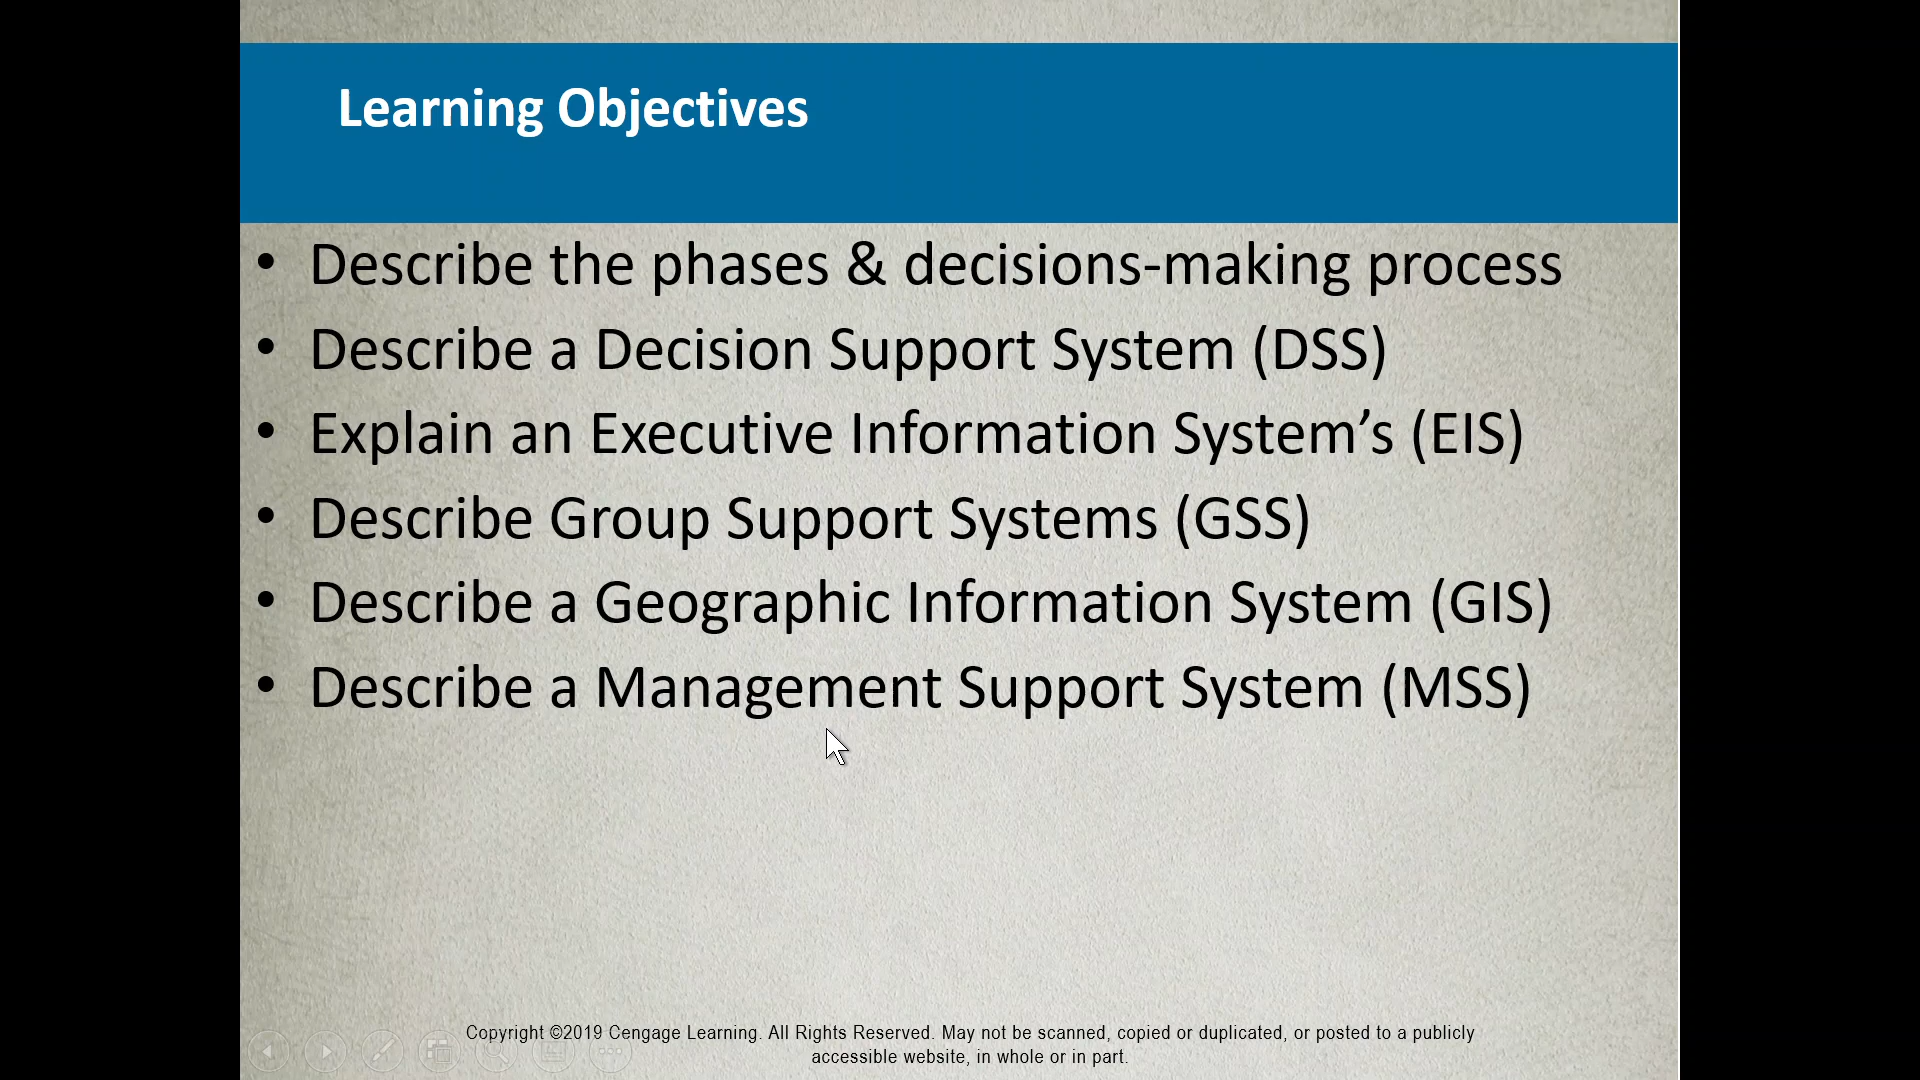 Learning Objectives
• Describe the phases & decisions-making process
• Describe a Decision Support System (DSS)
• Explain an Executive Information System’s (EIS)
• Describe Group Support Systems (GSS)
• Describe a Geographic Information System (GIS)
• Describe a Management Support System (MSS)
Copyright ©2019 Cengage Learning. All Rights Reserved. May not be scanned, copied or duplicated, or posted to a publicly
accessible website, in whole or in part.